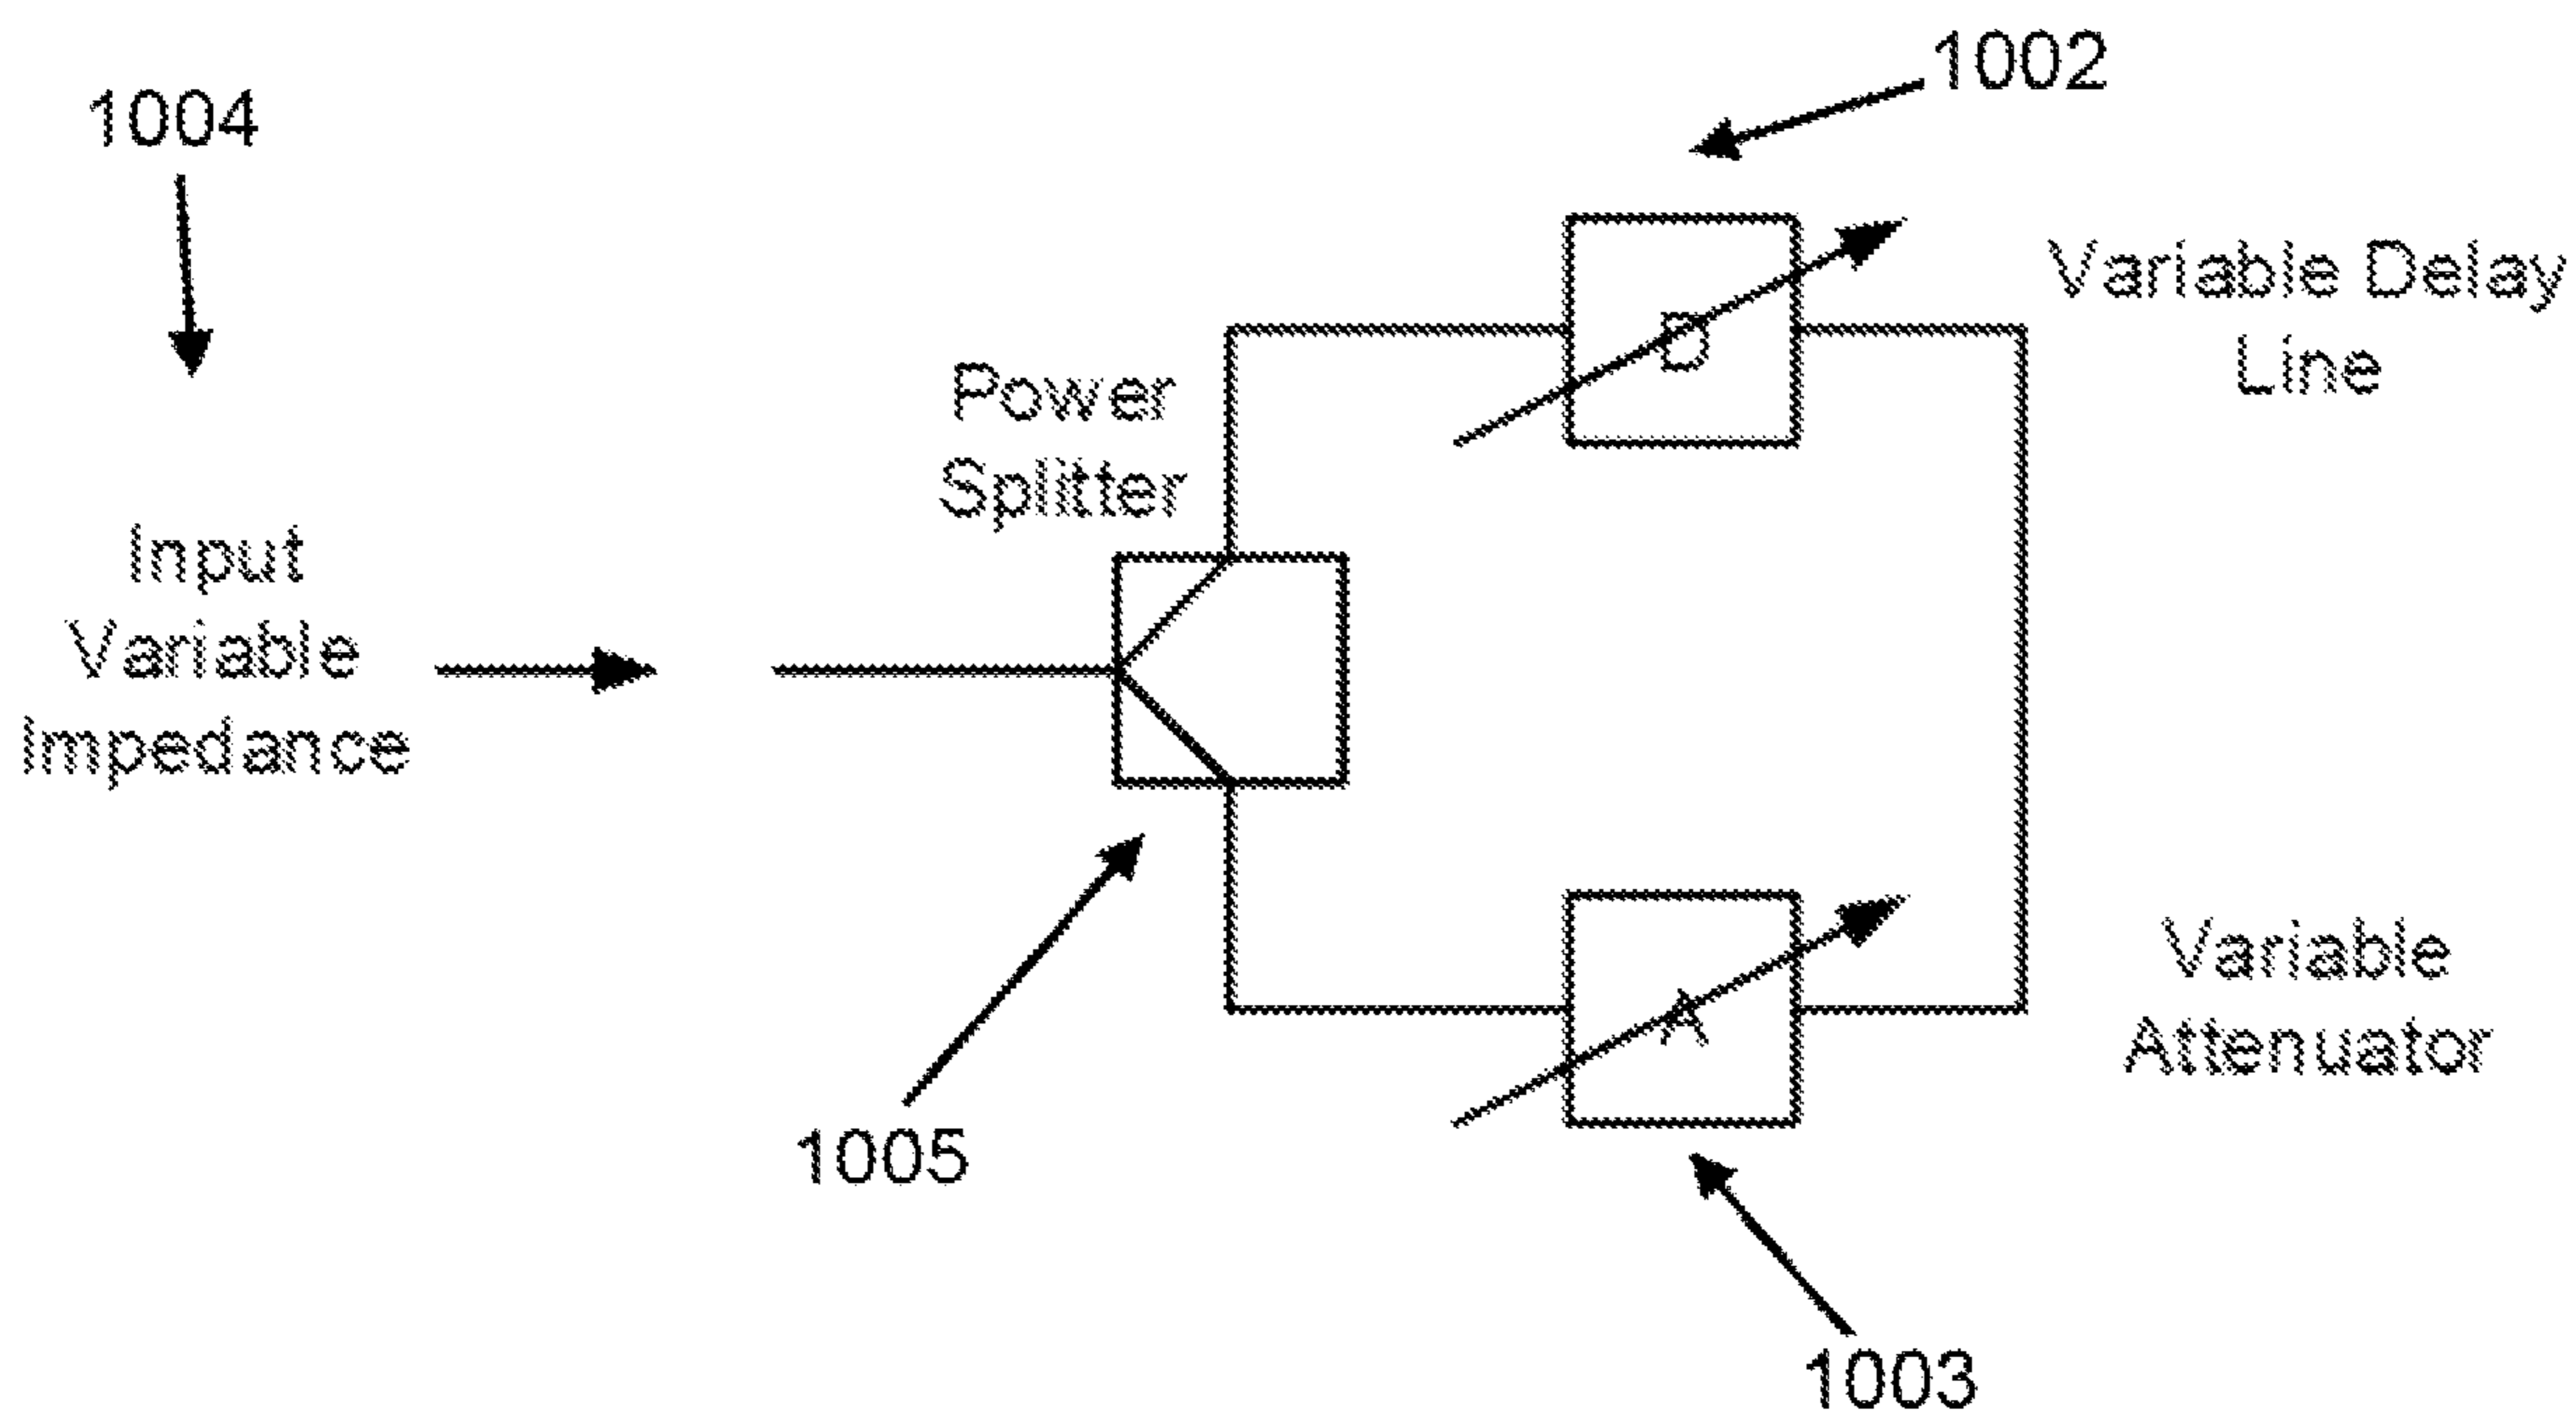 1002
1004
Variable Delay
Line
D
Power
Splitter
Input
Variable
Impedance
Variable
Attenuator
A
1005
1003